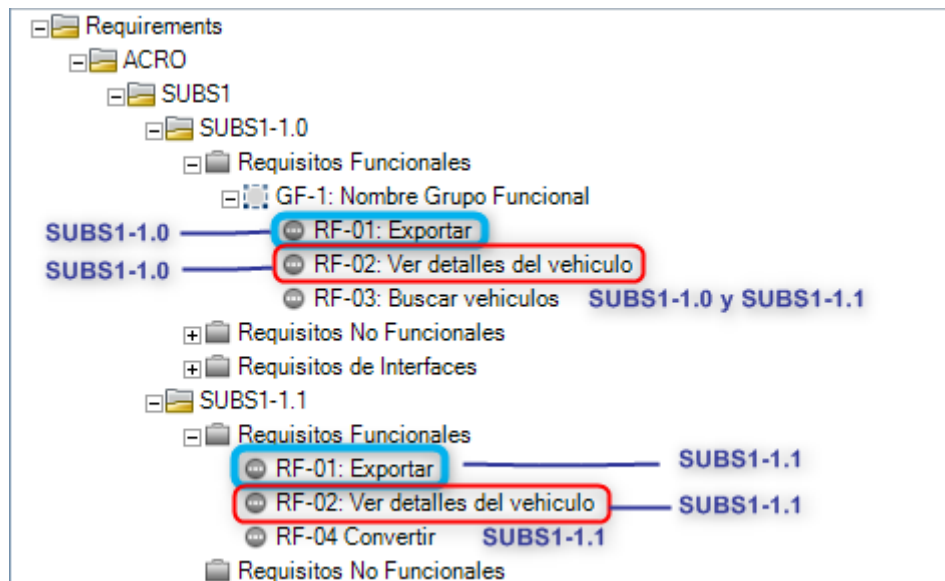 Requirements
ACRO
SUBS1
SUBS1-1.0
Requisitos Funcionales
GF-1: Nombre Grupo Funcional
SUBS1-1.0 RF-01: Exportar
SUBS1-1.0 RF-02: Ver detalles del vehiculo
RF-03: Buscar vehiculos SUBS1-1.0 y SUBS1-1.1
Requisitos No Funcionales
Requisitos de Interfaces
SUBS1-1.1
Requisitos Funcionales
RF-01: Exportar SUBS1-1.1
RF-02: Ver detalles del vehiculo SUBS1-1.1
RF-04 Convertir SUBS1-1.1
Requisitos No Funcionales